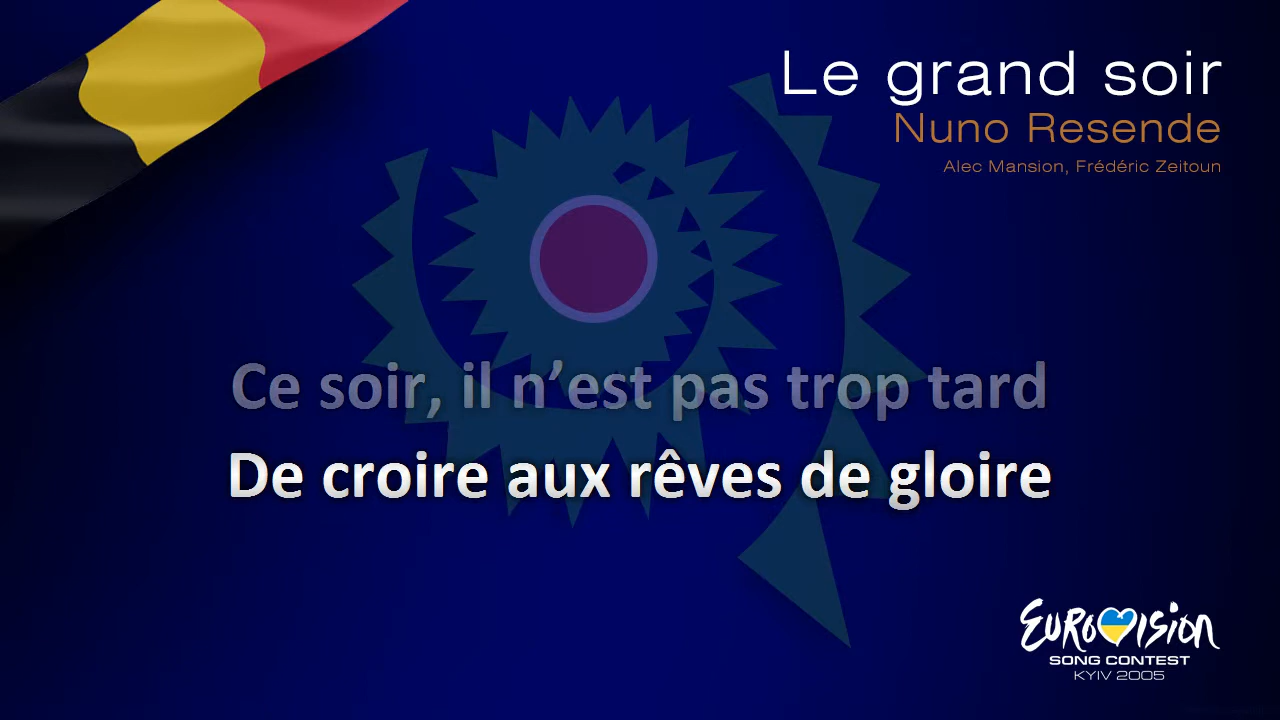 Le grand soir
Nuno Resende
Alec Mansion, Frédéric Zeitoun
Ce soir, il n’est pas trop tard
De croire aux rêves de gloire
EUROVISION
SONG CONTEST
KYIV 2005